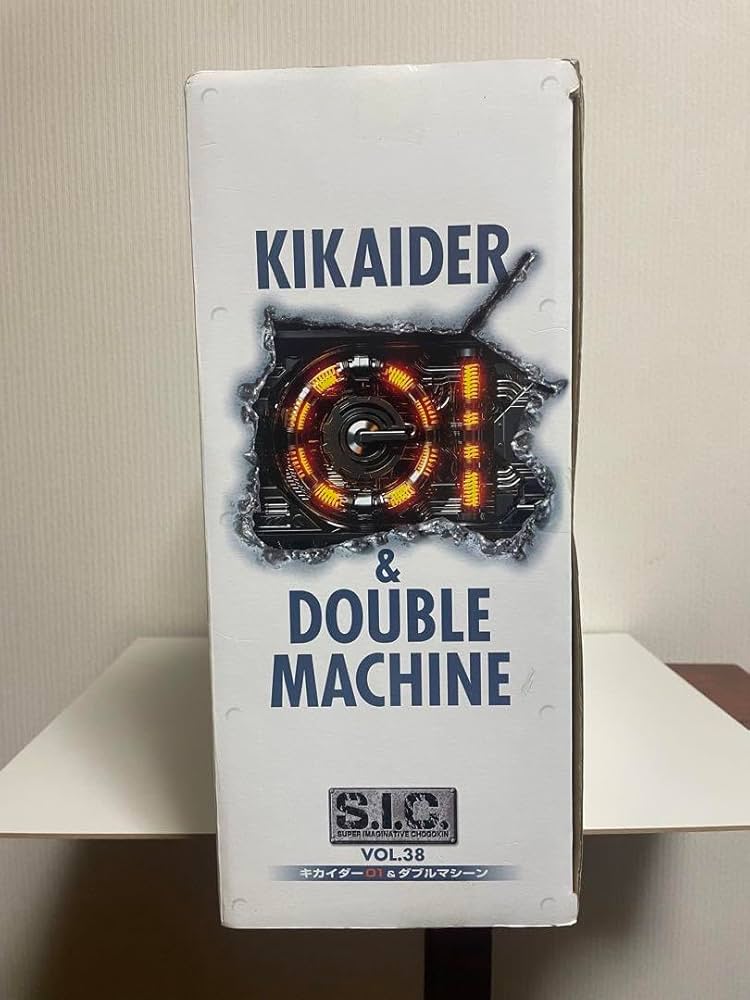 KIKAIDER
01
&
DOUBLE
MACHINE
S.I.C.
SUPER IMAGINATIVE CHOGOKIN
VOL.38
キカイダー01&ダブルマシーン